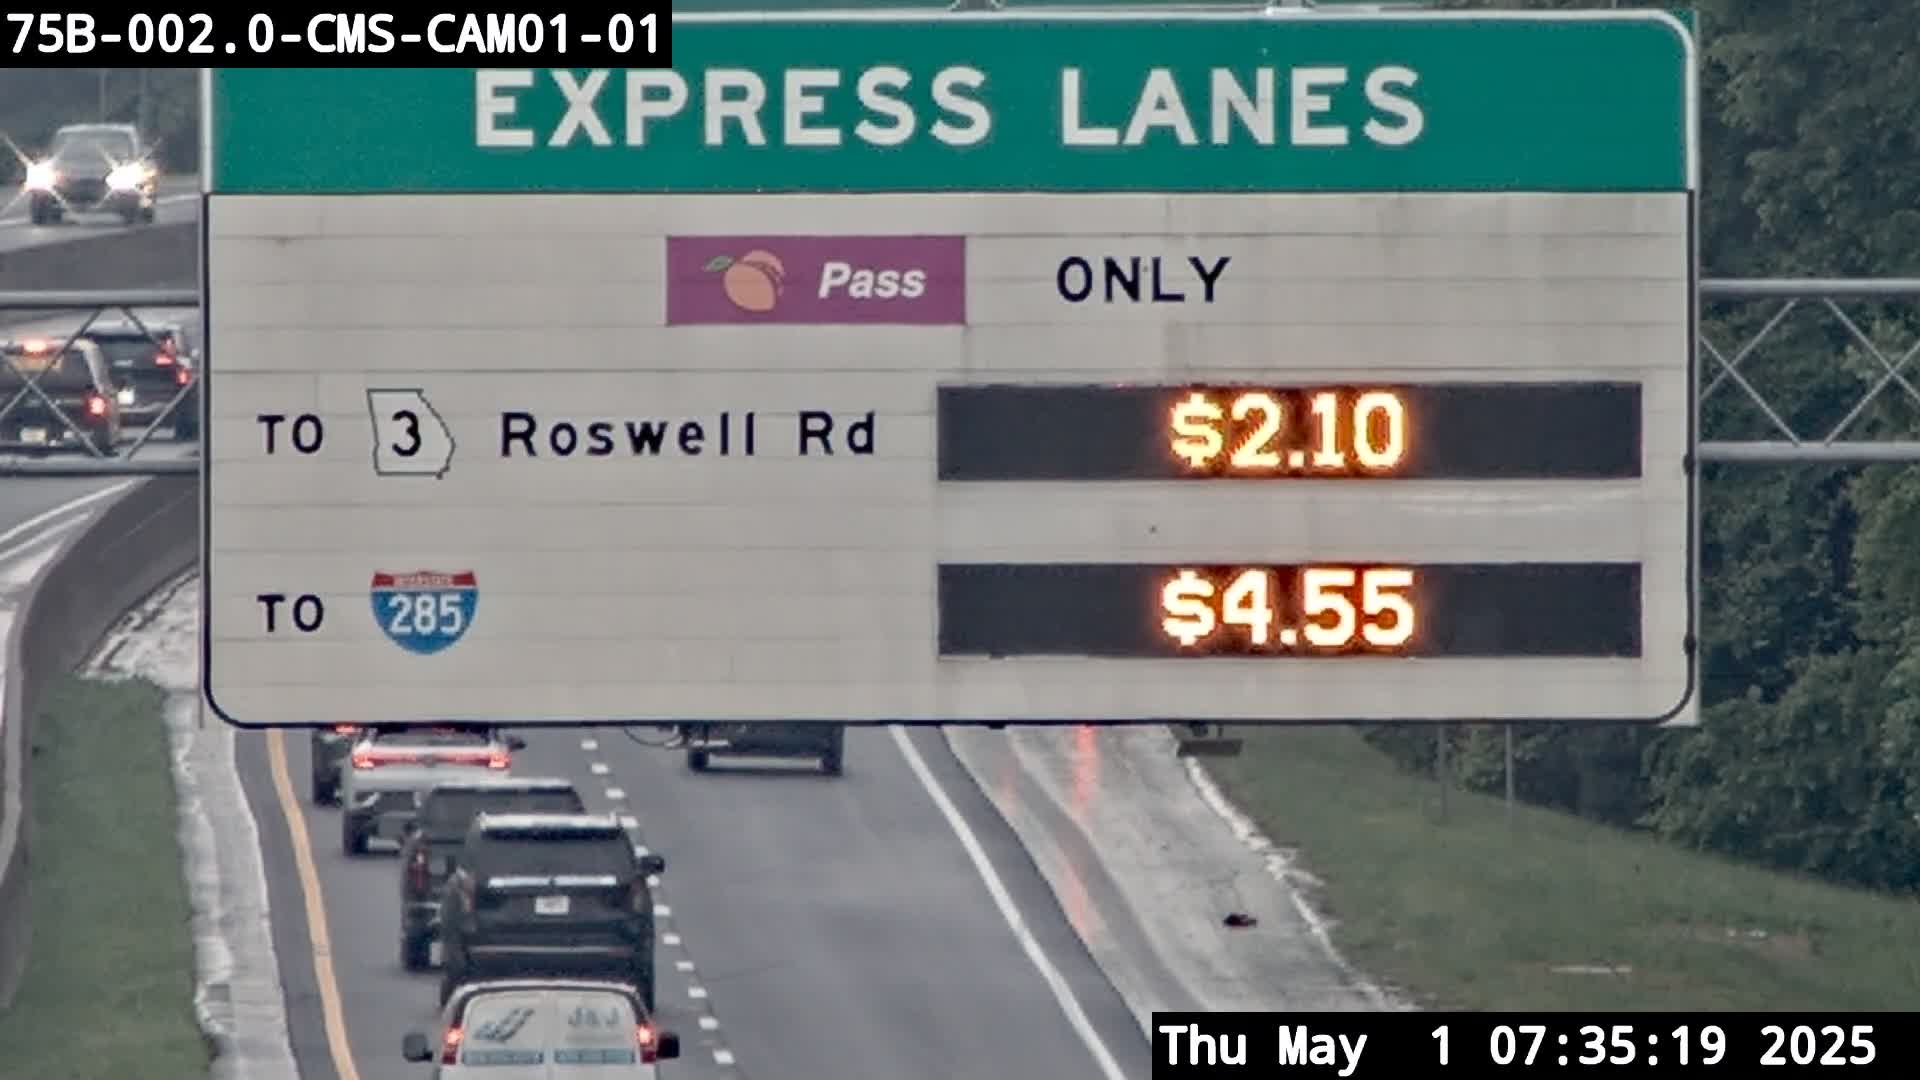 75B-002.0-CMS-CAM01-01
EXPRESS LANES
Pass ONLY
TO 3 Roswell Rd $2.10
INTERSTATE
TO 285 $4.55
J&J
Thu May 1 07:35:19 2025